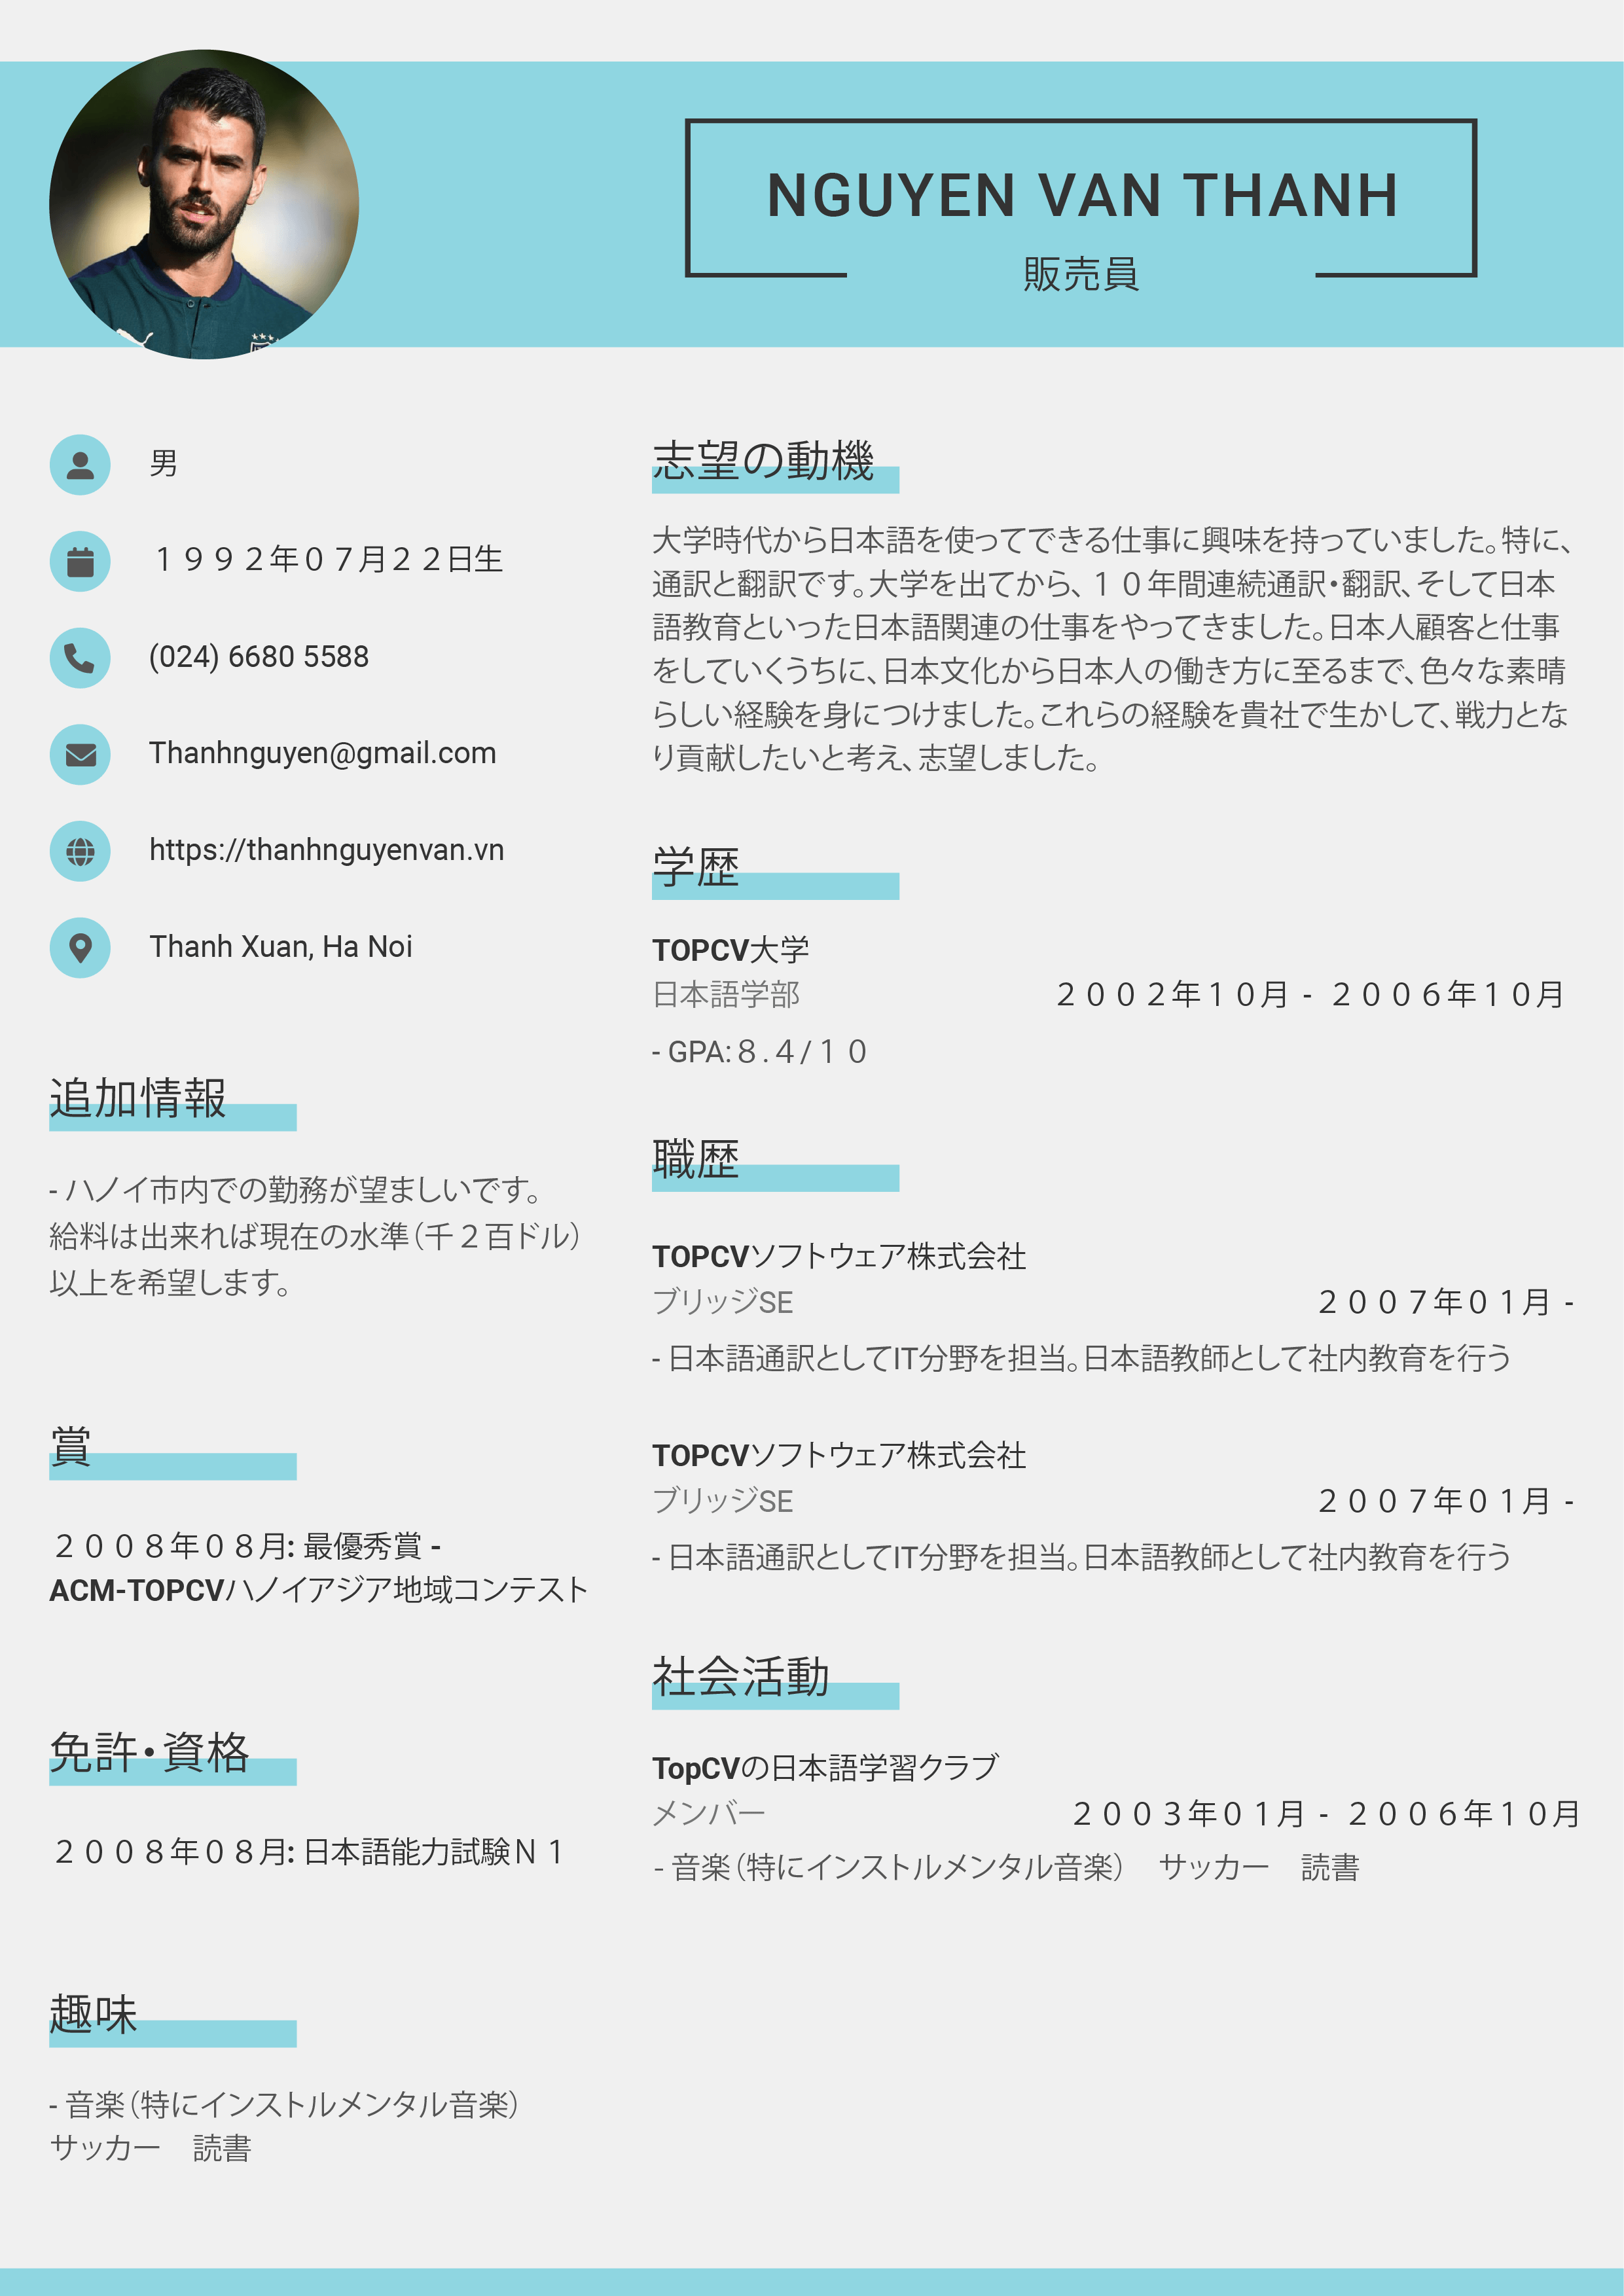 NGUYEN VAN THANH
販売員
男
１９９２年０７月２２日生
(024) 6680 5588
Thanhnguyen@gmail.com
https://thanhnguyenvan.vn
Thanh Xuan, Ha Noi
追加情報
- ハノイ市内での勤務が望ましいです。
給料は出来れば現在の水準（千２百ドル）
以上を希望します。
賞
２００８年０８月: 最優秀賞 -
ACM-TOPCVハノイアジア地域コンテスト
免許・資格
２００８年０８月: 日本語能力試験Ｎ１
趣味
- 音楽（特にインストルメンタル音楽）
サッカー　読書
志望の動機
大学時代から日本語を使ってできる仕事に興味を持っていました。特に、
通訳と翻訳です。大学を出てから、１０年間連続通訳・翻訳、そして日本
語教育といった日本語関連の仕事をやってきました。日本人顧客と仕事
をしていくうちに、日本文化から日本人の働き方に至るまで、色々な素晴
らしい経験を身につけました。これらの経験を貴社で生かして、戦力とな
り貢献したいと考え、志望しました。
学歴
TOPCV大学
日本語学部 ２００２年１０月 - ２００６年１０月
- GPA:８.４/１０
職歴
TOPCVソフトウェア株式会社
ブリッジSE ２００７年０１月 -
- 日本語通訳としてIT分野を担当。日本語教師として社内教育を行う
TOPCVソフトウェア株式会社
ブリッジSE ２００７年０１月 -
- 日本語通訳としてIT分野を担当。日本語教師として社内教育を行う
社会活動
TopCVの日本語学習クラブ
メンバー ２００３年０１月 - ２００６年１０月
- 音楽（特にインストルメンタル音楽）　サッカー　読書